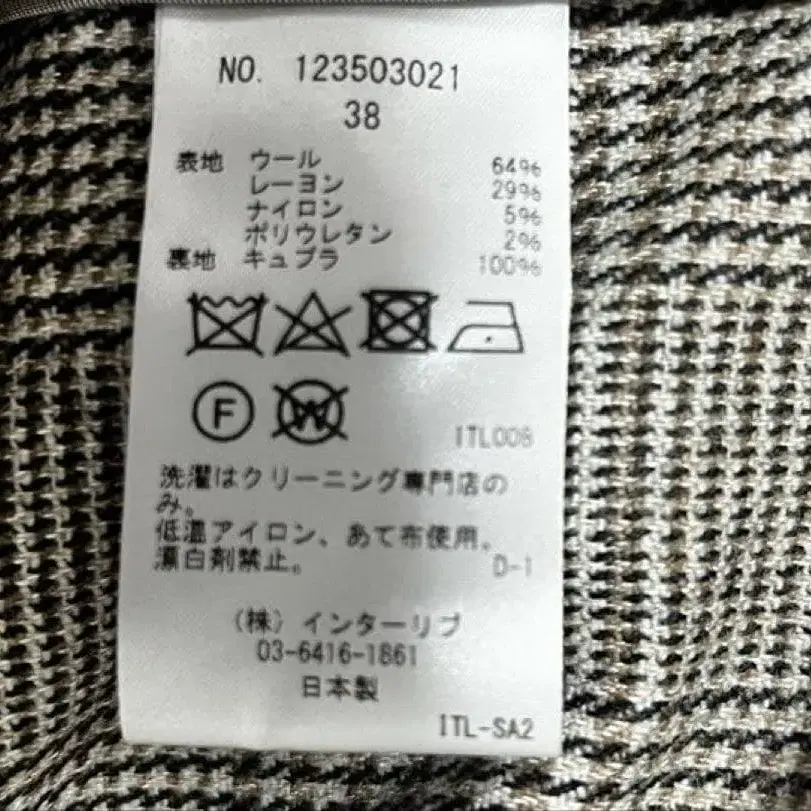 NO. 123503021
38
表地 ウール 64%
レーヨン 29%
ナイロン 5%
ポリウレタン 2%
裏地 キュプラ 100%
F W
ITL008
洗濯はクリーニング専門店の
み。
低温アイロン、あて布使用。
漂白剤禁止。 D-1
(株) インターリブ
03-6416-1861
日本製
ITL-SA2